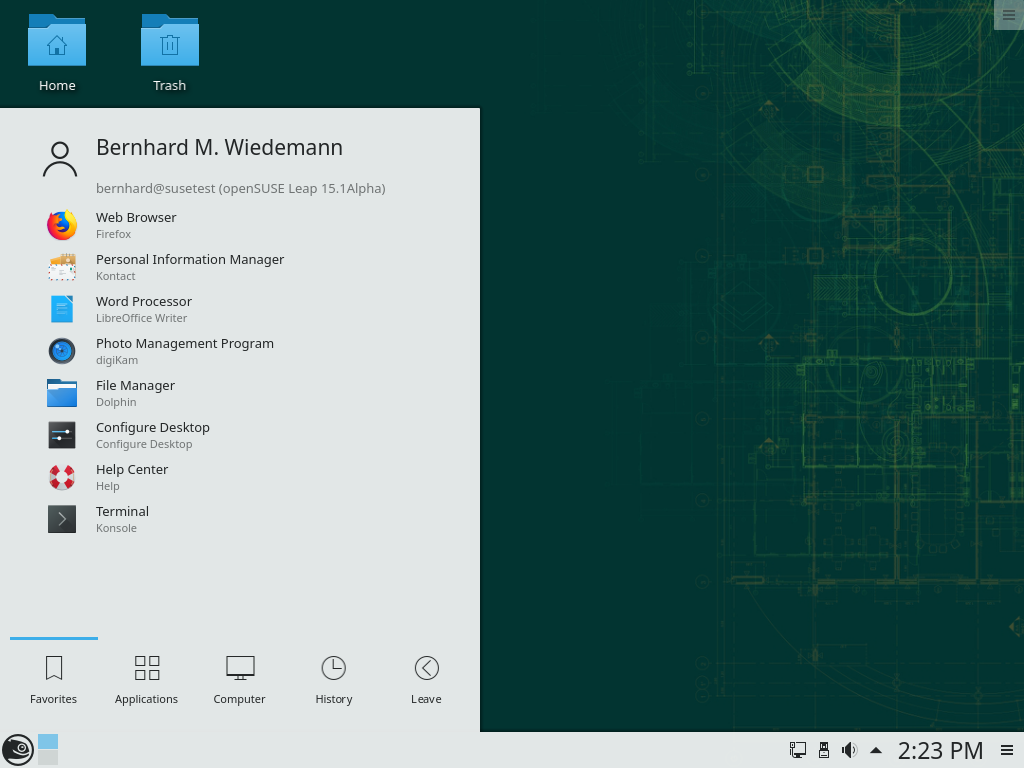 Home
Trash
Bernhard M. Wiedemann
bernhard@susetest (openSUSE Leap 15.1Alpha)
Web Browser
Firefox
Personal Information Manager
Kontact
Word Processor
LibreOffice Writer
Photo Management Program
digiKam
File Manager
Dolphin
Configure Desktop
Configure Desktop
Help Center
Help
Terminal
Konsole
Favorites
Applications
Computer
History
Leave
2:23 PM